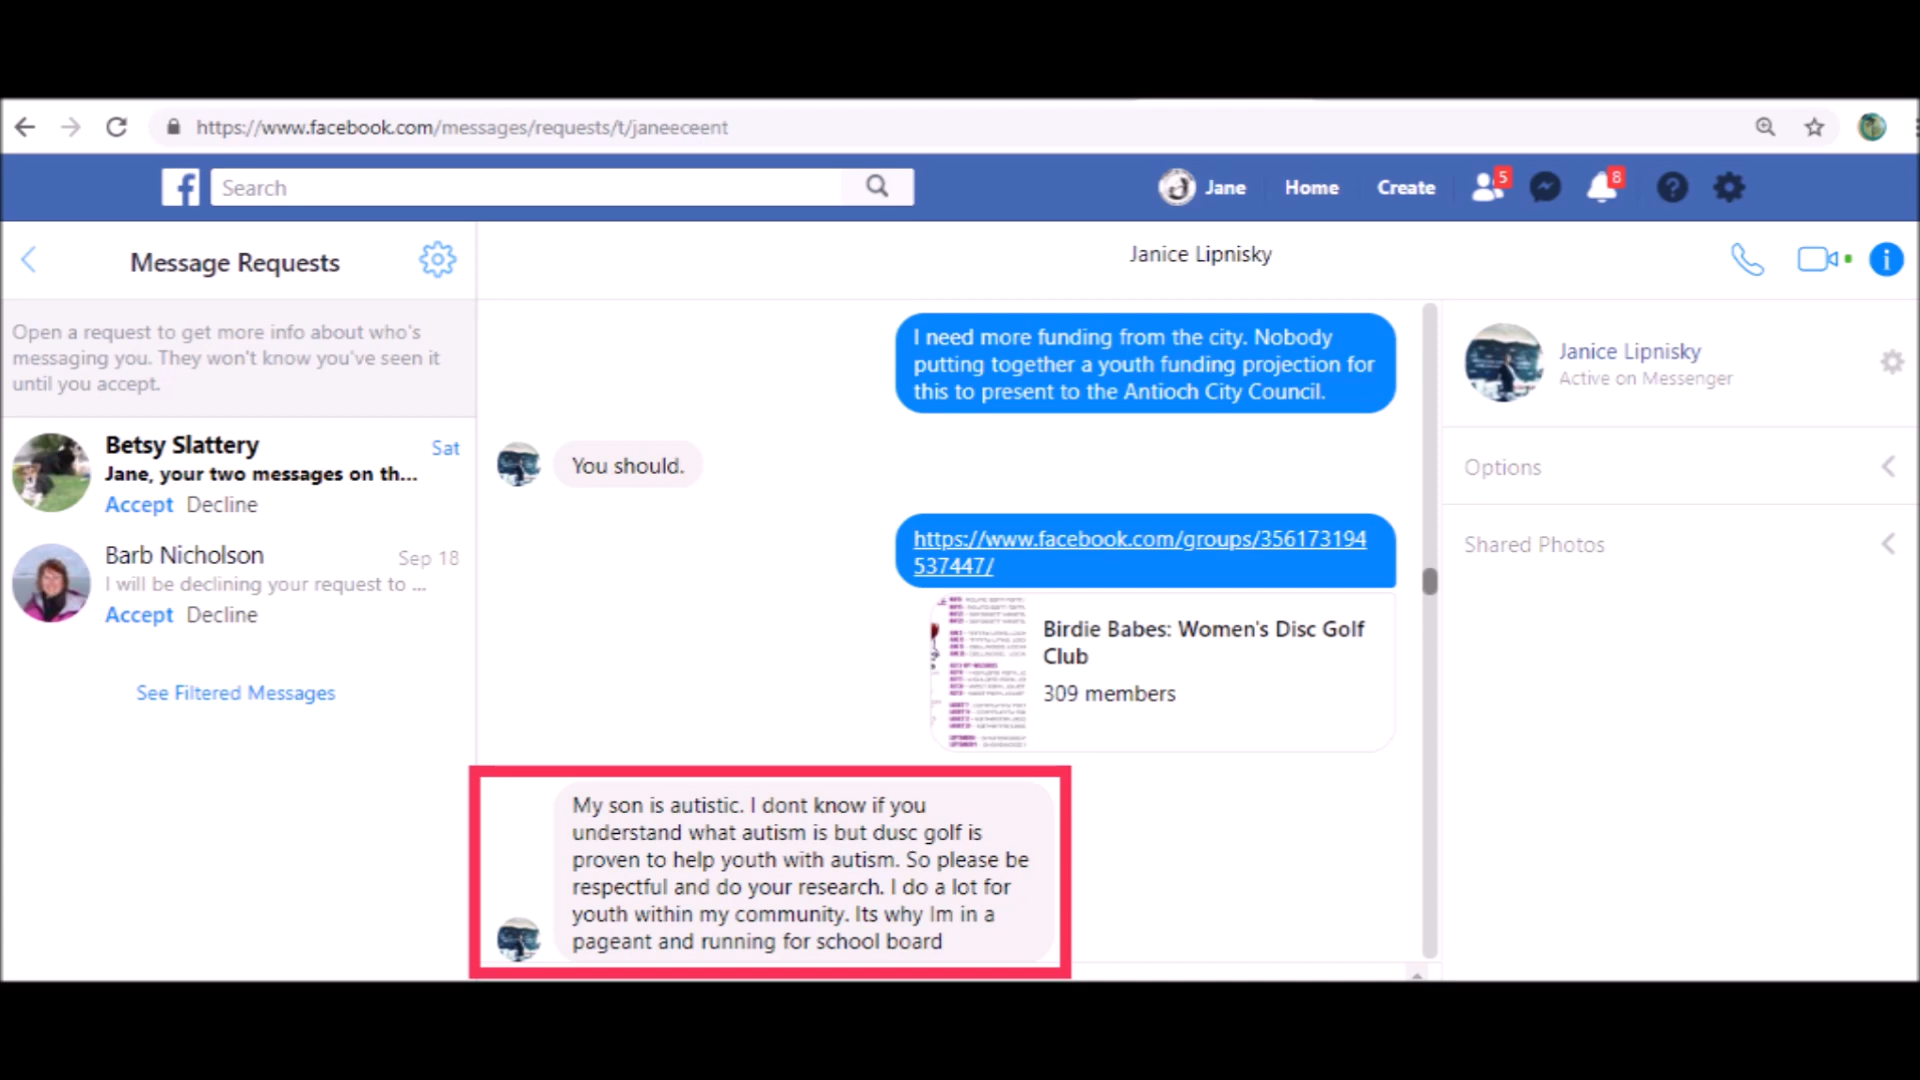 https://www.facebook.com/messages/requests/t/janeeceent
Search
Jane
Home
Create
5
8
Message Requests
Open a request to get more info about who's
messaging you. They won't know you've seen it
until you accept.
Betsy Slattery
Sat
Jane, your two messages on th...
Accept Decline
Barb Nicholson
Sep 18
I will be declining your request to ...
Accept Decline
See Filtered Messages
Janice Lipnisky
I need more funding from the city. Nobody
putting together a youth funding projection for
this to present to the Antioch City Council.
You should.
https://www.facebook.com/groups/356173194
537447/
Birdie Babes: Women's Disc Golf
Club
309 members
My son is autistic. I dont know if you
understand what autism is but dusc golf is
proven to help youth with autism. So please be
respectful and do your research. I do a lot for
youth within my community. Its why Im in a
pageant and running for school board
Janice Lipnisky
Active on Messenger
Options
Shared Photos